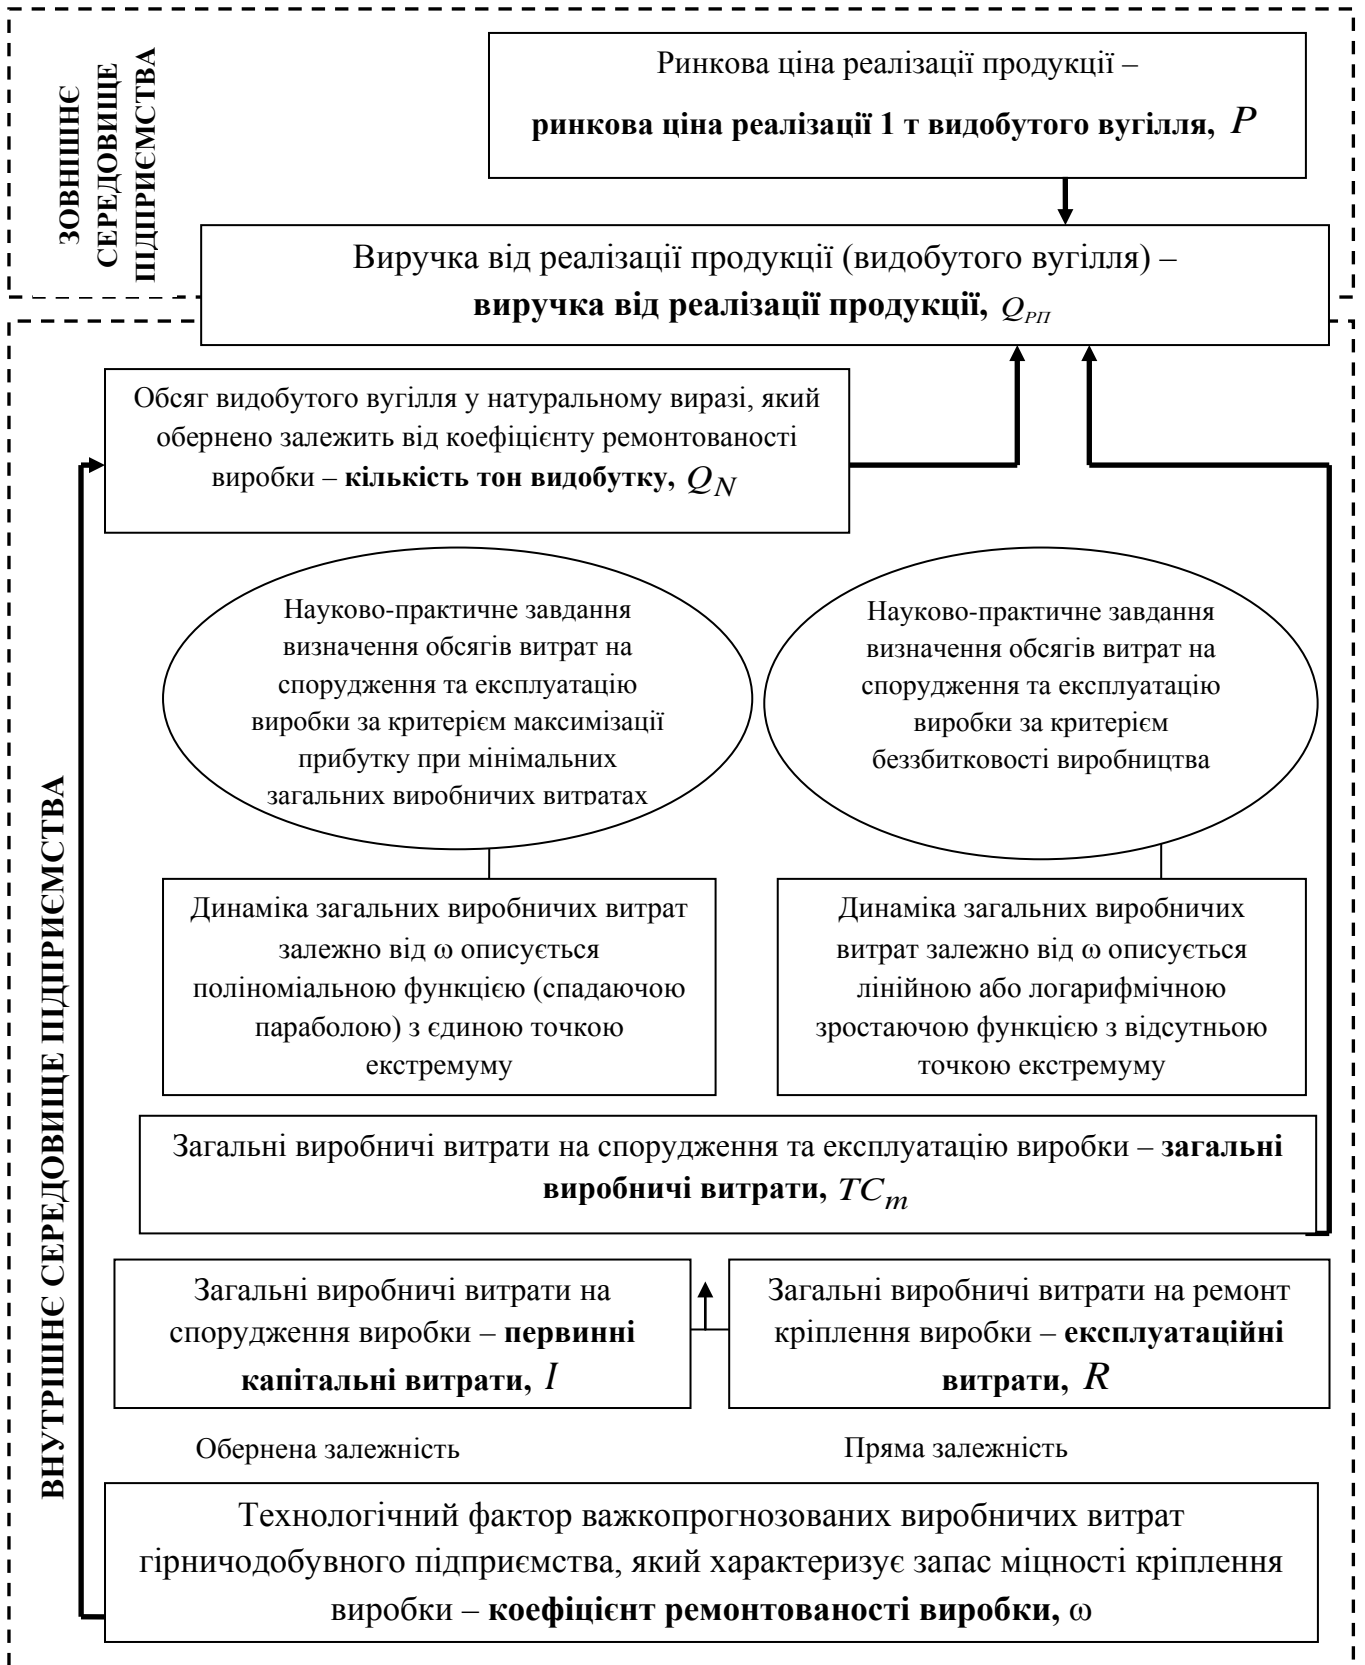 ЗОВНІШНЄ
СЕРЕДОВИЩЕ
ПІДПРИЄМСТВА
Ринкова ціна реалізації продукції –
ринкова ціна реалізації 1 т видобутого вугілля, P
Виручка від реалізації продукції (видобутого вугілля) –
виручка від реалізації продукції, Q_РП
ВНУТРІШНЄ СЕРЕДОВИЩЕ ПІДПРИЄМСТВА
Обсяг видобутого вугілля у натуральному виразі, який
обернено залежить від коефіцієнту ремонтованості
виробки – кількість тон видобутку, Q_N
Науково-практичне завдання
визначення обсягів витрат на
спорудження та експлуатацію
виробки за критерієм максимізації
прибутку при мінімальних
загальних виробничих витратах
Науково-практичне завдання
визначення обсягів витрат на
спорудження та експлуатацію
виробки за критерієм
беззбитковості виробництва
Динаміка загальних виробничих витрат
залежно від ω описується
поліноміальною функцією (спадаючою
параболою) з єдиною точкою
екстремуму
Динаміка загальних виробничих
витрат залежно від ω описується
лінійною або логарифмічною
зростаючою функцією з відсутньою
точкою екстремуму
Загальні виробничі витрати на спорудження та експлуатацію виробки – загальні
виробничі витрати, TC_m
Загальні виробничі витрати на
спорудження виробки – первинні
капітальні витрати, I
Загальні виробничі витрати на ремонт
кріплення виробки – експлуатаційні
витрати, R
Обернена залежність
Пряма залежність
Технологічний фактор важкопрогнозованих виробничих витрат
гірничодобувного підприємства, який характеризує запас міцності кріплення
виробки – коефіцієнт ремонтованості виробки, ω